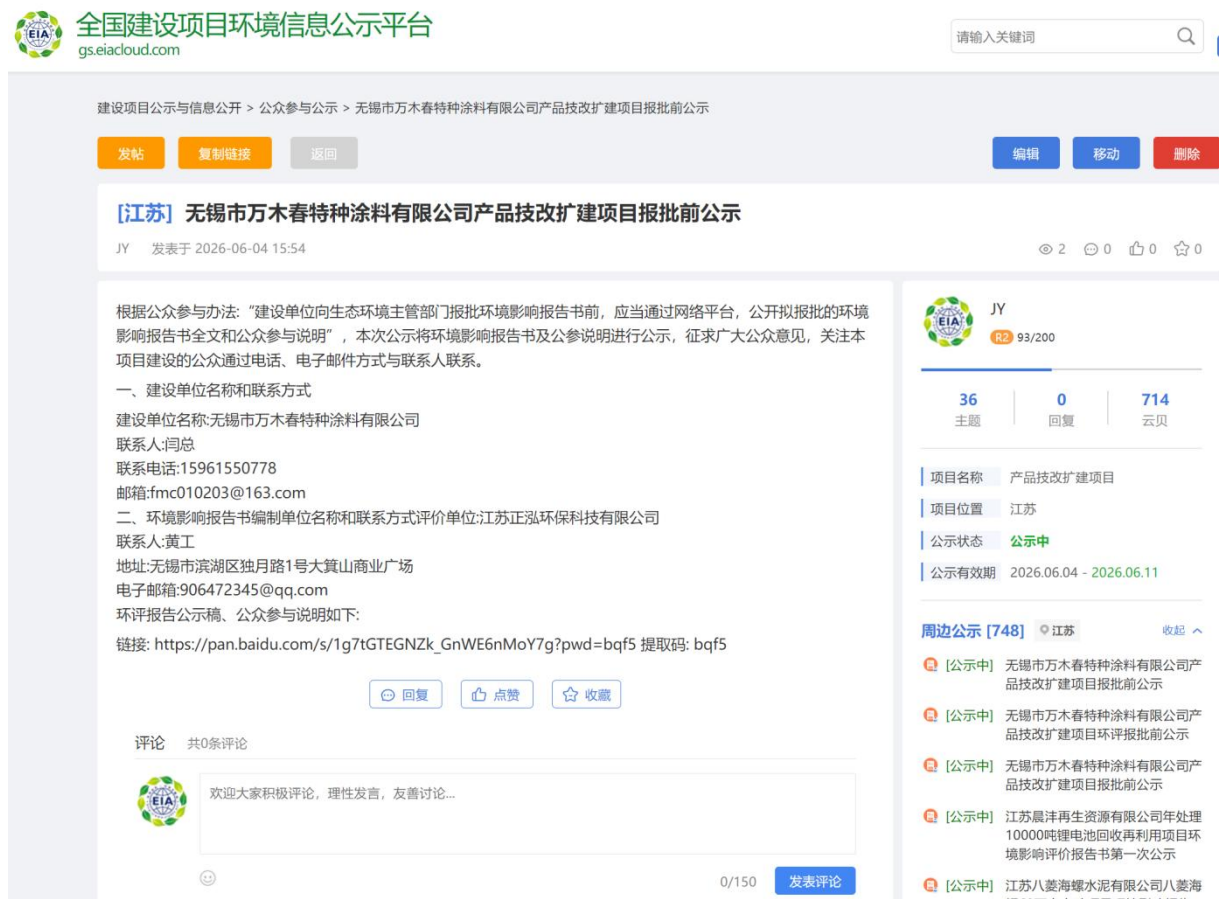 全国建设项目环境信息公示平台
gs.eiacloud.com
请输入关键词
建设项目公示与信息公开 > 公众参与公示 > 无锡市万木春特种涂料有限公司产品技改扩建项目报批前公示
发帖 复制链接 返回 编辑 移动 删除
[江苏] 无锡市万木春特种涂料有限公司产品技改扩建项目报批前公示
JY 发表于 2026-06-04 15:54
2 0 0 0
根据公众参与办法:“建设单位向生态环境主管部门报批环境影响报告书前，应当通过网络平台，公开拟报批的环境
影响报告书全文和公众参与说明”，本次公示将环境影响报告书及公参说明进行公示，征求广大公众意见，关注本
项目建设的公众通过电话、电子邮件方式与联系人联系。
一、建设单位名称和联系方式
建设单位名称:无锡市万木春特种涂料有限公司
联系人:闫总
联系电话:15961550778
邮箱:fmc010203@163.com
二、环境影响报告书编制单位名称和联系方式评价单位:江苏正泓环保科技有限公司
联系人:黄工
地址:无锡市滨湖区独月路1号大箕山商业广场
电子邮箱:906472345@qq.com
环评报告公示稿、公众参与说明如下:
链接: https://pan.baidu.com/s/1g7tGTEGNZk_GnWE6nMoY7g?pwd=bqf5 提取码: bqf5
回复 点赞 收藏
评论 共0条评论
EIA
欢迎大家积极评论，理性发言，友善讨论...
0/150 发表评论
EIA
JY
R2 93/200
36 0 714
主题 回复 云贝
项目名称 产品技改扩建项目
项目位置 江苏
公示状态 公示中
公示有效期 2026.06.04 - 2026.06.11
周边公示 [748] 江苏 收起
[公示中] 无锡市万木春特种涂料有限公司产
品技改扩建项目报批前公示
[公示中] 无锡市万木春特种涂料有限公司产
品技改扩建项目环评报批前公示
[公示中] 无锡市万木春特种涂料有限公司产
品技改扩建项目报批前公示
[公示中] 江苏晨沣再生资源有限公司年处理
10000吨锂电池回收再利用项目环
境影响评价报告书第一次公示
[公示中] 江苏八菱海螺水泥有限公司八菱海